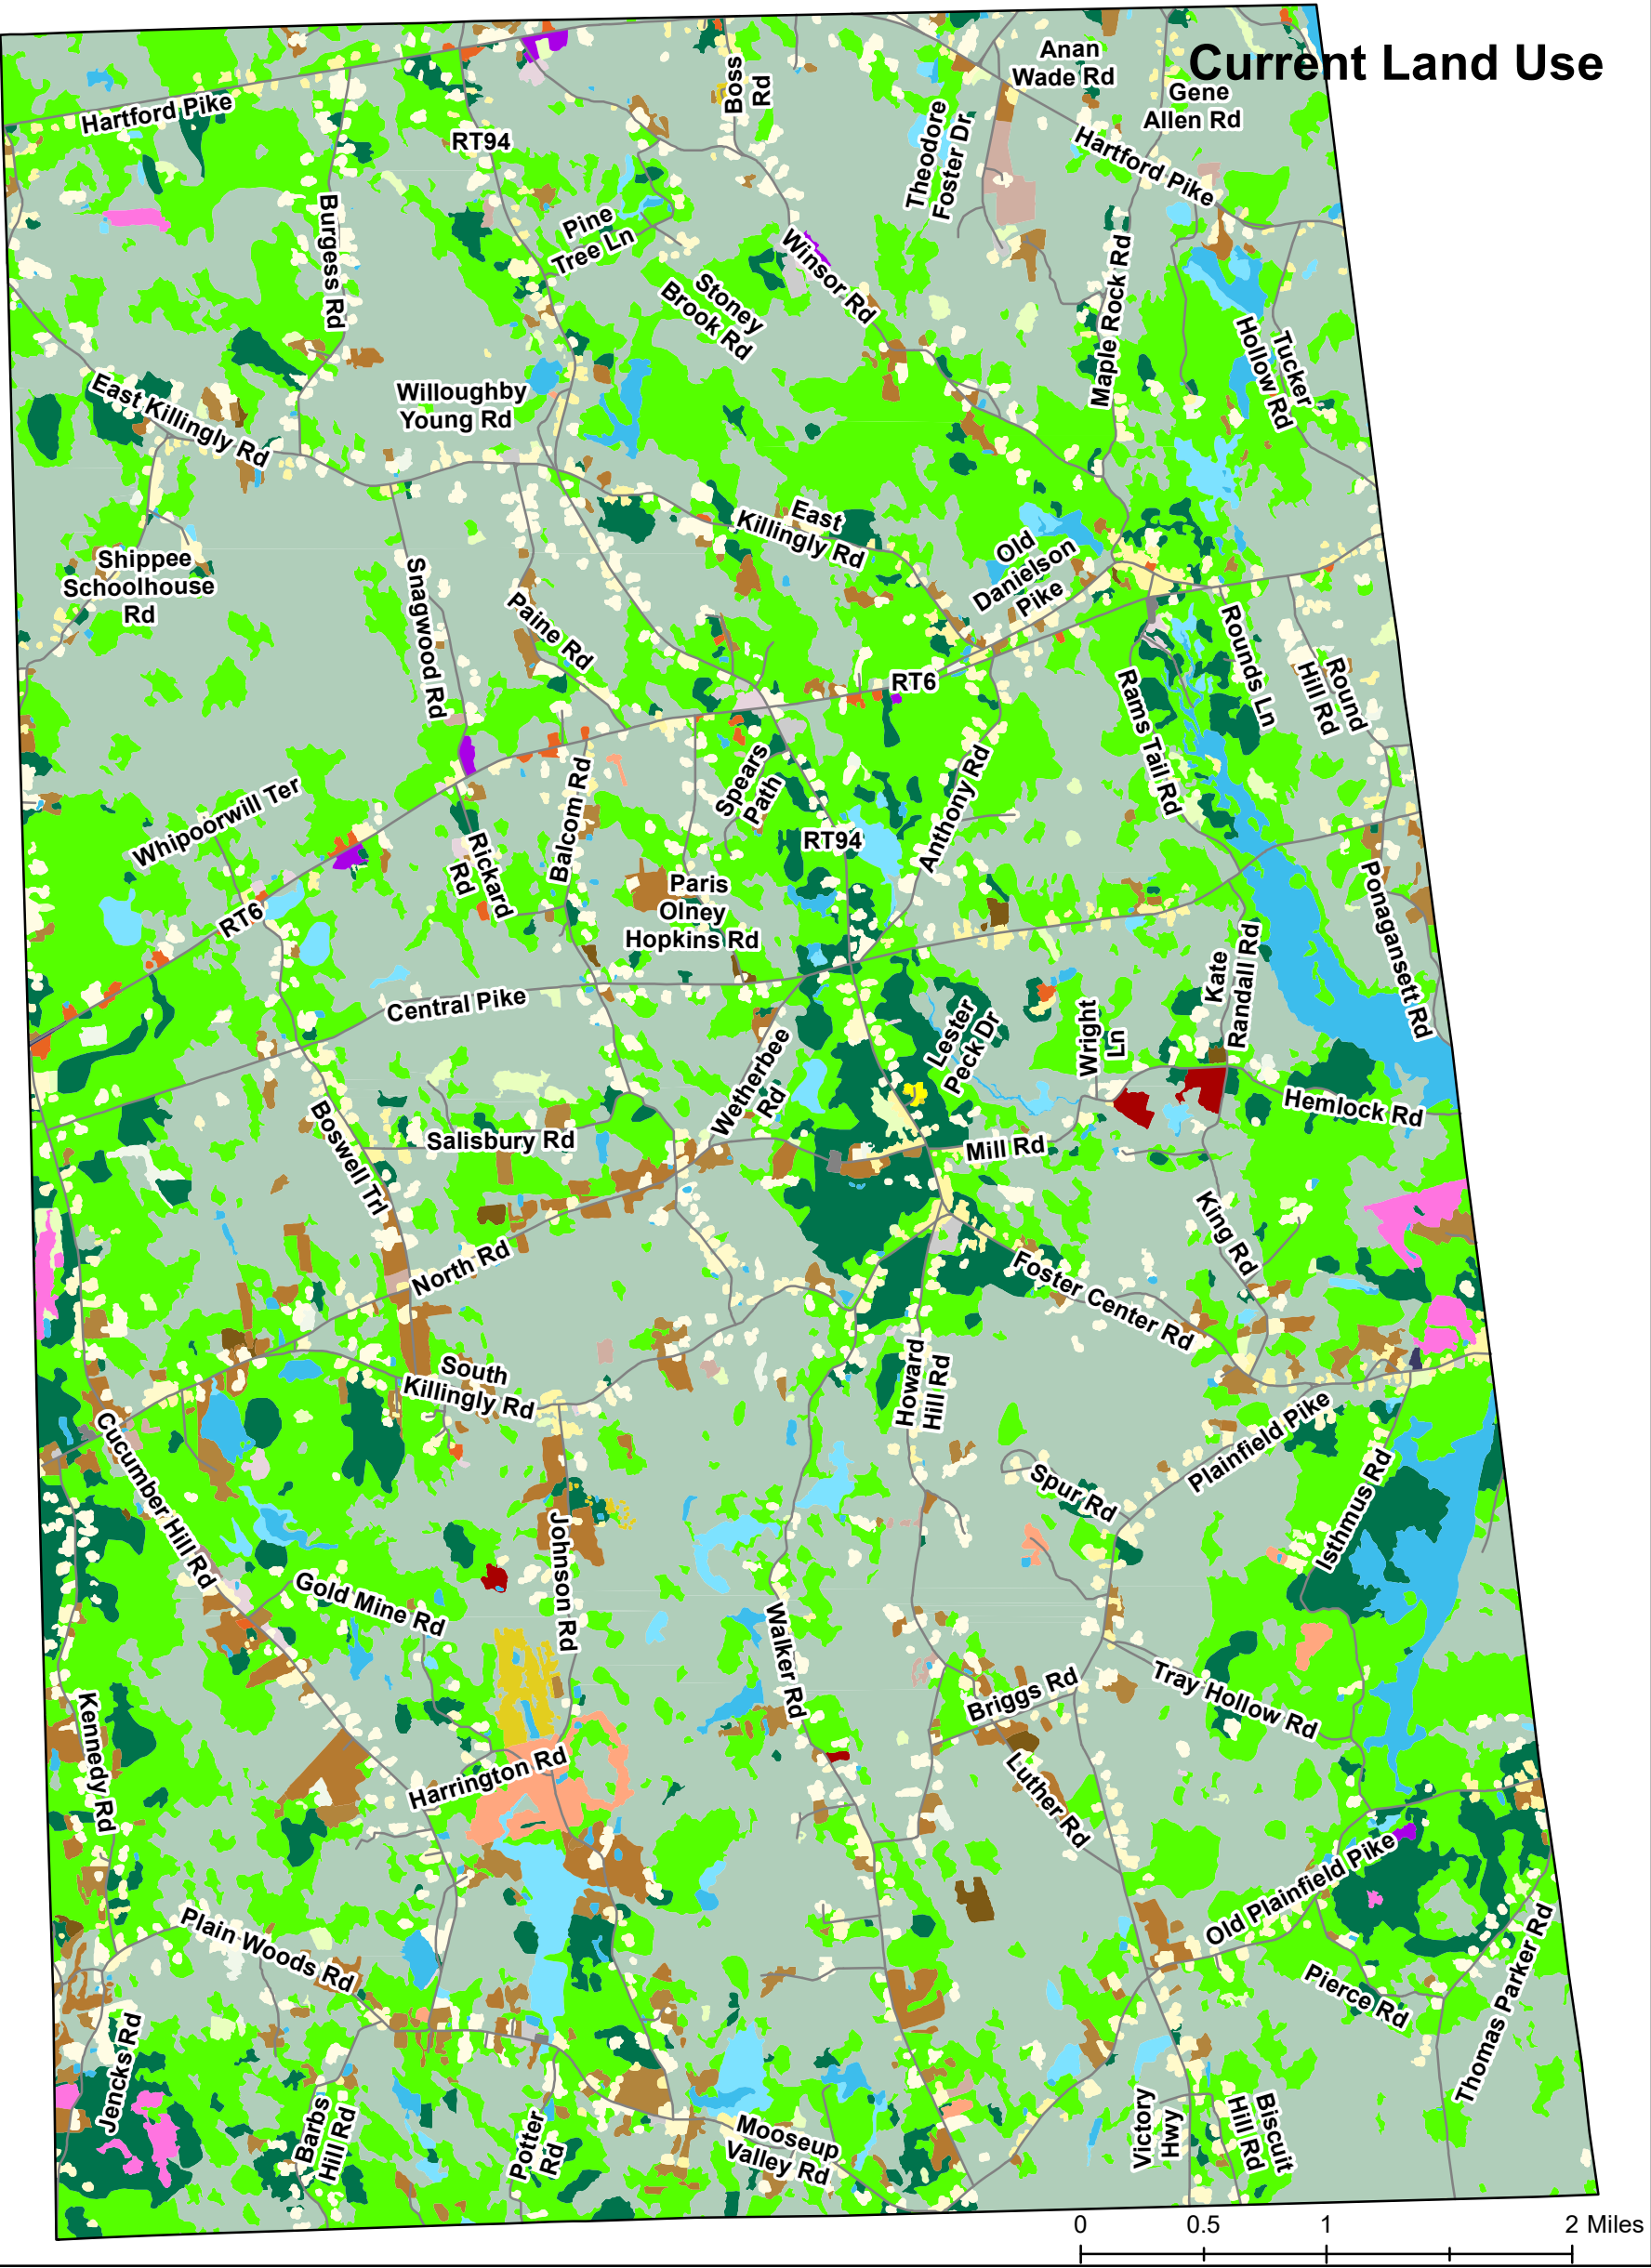 Current Land Use
Anan
Wade Rd
Gene
Allen Rd
Boss
Rd
Hartford Pike
RT94
Theodore
Foster Dr
Hartford Pike
Burgess Rd
Pine
Tree Ln
Winsor Rd
Stoney
Brook Rd
Maple Rock Rd
Tucker
Hollow Rd
East Killingly Rd
Willoughby
Young Rd
East
Killingly Rd
Old
Danielson
Pike
Shippee
Schoolhouse
Rd
Snagwood Rd
Paine Rd
RT6
Rounds Ln
Round
Hill Rd
Rams Tail Rd
Whipoorwill Ter
Balcom Rd
Spears
Path
RT94
Anthony Rd
Rickard
Rd
Paris
Olney
Hopkins Rd
RT6
Ponagansett Rd
Kate
Randall Rd
Central Pike
Lester
Peck Dr
Wright
Ln
Wetherbee
Rd
Hemlock Rd
Boswell Trl
Salisbury Rd
Mill Rd
King Rd
North Rd
Foster Center Rd
South
Killingly Rd
Howard
Hill Rd
Plainfield Pike
Cucumber Hill Rd
Spur Rd
Isthmus Rd
Johnson Rd
Gold Mine Rd
Walker Rd
Briggs Rd
Tray Hollow Rd
Kennedy Rd
Harrington Rd
Luther Rd
Old Plainfield Pike
Plain Woods Rd
Pierce Rd
Thomas Parker Rd
Jencks Rd
Barbs
Hill Rd
Potter
Rd
Mooseup
Valley Rd
Victory
Hwy
Biscuit
Hill Rd
0 0.5 1 2 Miles